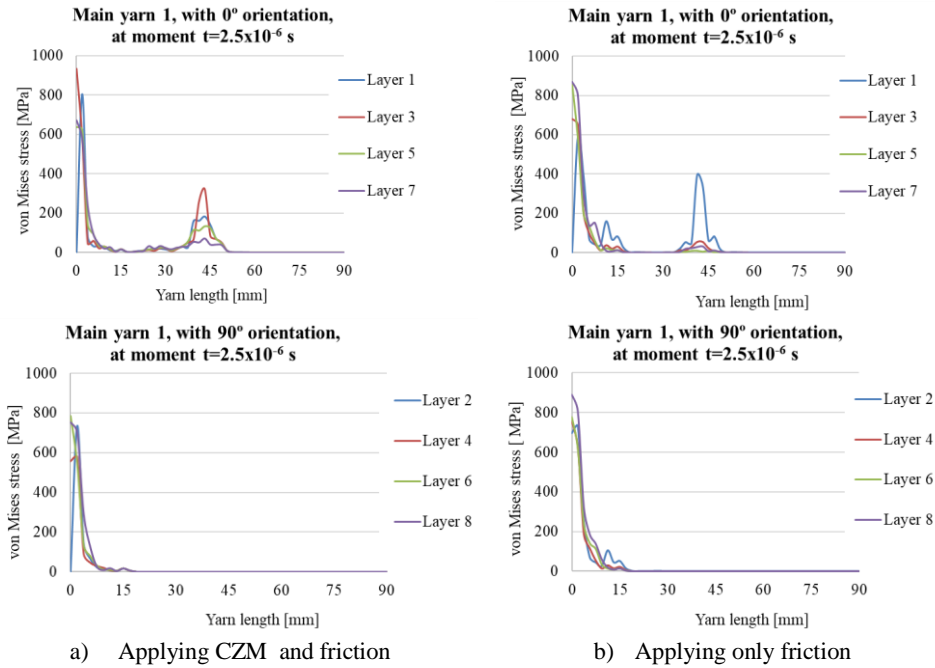 Main yarn 1, with 0º orientation,
at moment t=2.5x10⁻⁶ s
von Mises stress [MPa]
1000
800
600
400
200
0
0 15 30 45 60 75 90
Yarn length [mm]
Layer 1
Layer 3
Layer 5
Layer 7
Main yarn 1, with 0º orientation,
at moment t=2.5x10⁻⁶ s
von Mises stress [MPa]
1000
800
600
400
200
0
0 15 30 45 60 75 90
Yarn length [mm]
Layer 1
Layer 3
Layer 5
Layer 7
Main yarn 1, with 90º orientation,
at moment t=2.5x10⁻⁶ s
von Mises stress [MPa]
1000
800
600
400
200
0
0 15 30 45 60 75 90
Yarn length [mm]
Layer 2
Layer 4
Layer 6
Layer 8
Main yarn 1, with 90º orientation,
at moment t=2.5x10⁻⁶ s
von Mises stress [ MPa]
1000
800
600
400
200
0
0 15 30 45 60 75 90
Yarn length [mm]
Layer 2
Layer 4
Layer 6
Layer 8
a) Applying CZM and friction
b) Applying only friction